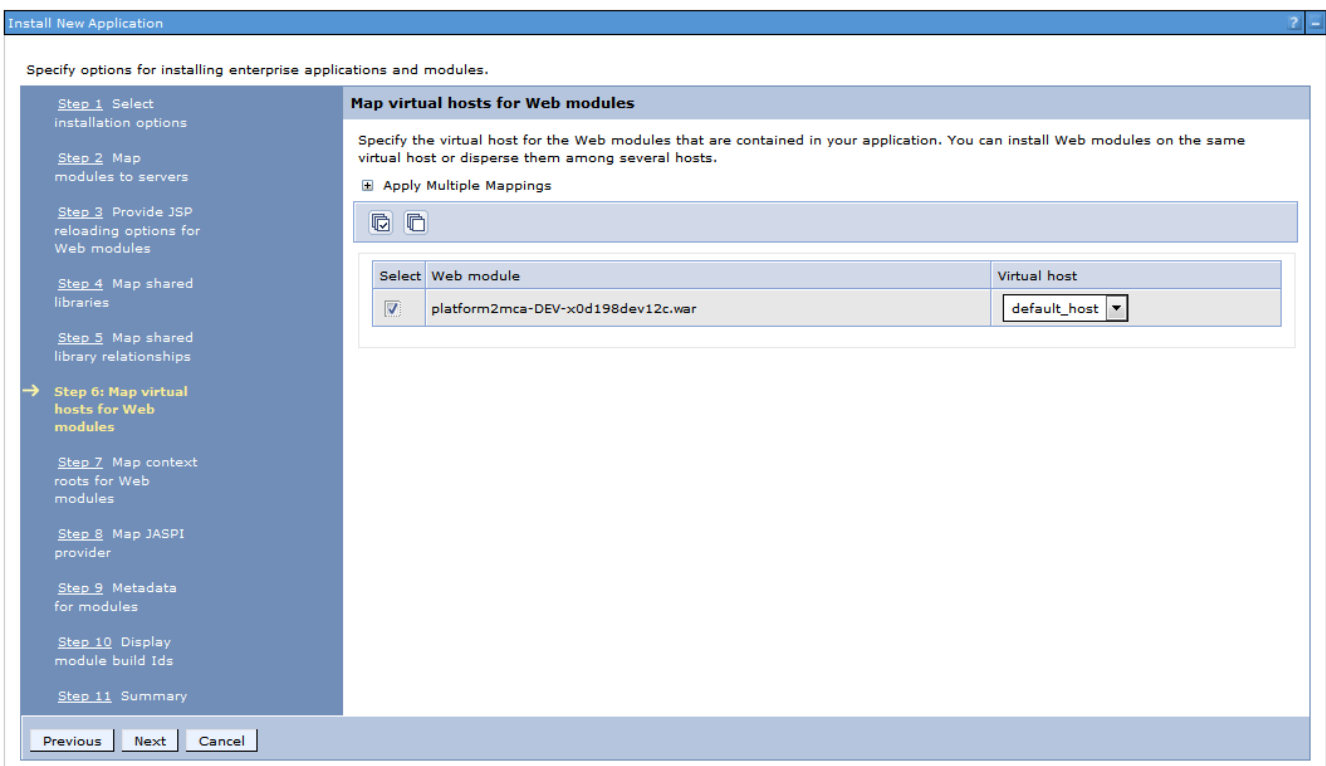 Install New Application
? –
Specify options for installing enterprise applications and modules.
Step 1 Select
installation options
Step 2 Map
modules to servers
Step 3 Provide JSP
reloading options for
Web modules
Step 4 Map shared
libraries
Step 5 Map shared
library relationships
→ Step 6: Map virtual
hosts for Web
modules
Step 7 Map context
roots for Web
modules
Step 8 Map JASPI
provider
Step 9 Metadata
for modules
Step 10 Display
module build Ids
Step 11 Summary
Map virtual hosts for Web modules
Specify the virtual host for the Web modules that are contained in your application. You can install Web modules on the same
virtual host or disperse them among several hosts.
Apply Multiple Mappings
Select Web module Virtual host
platform2mca-DEV-x0d198dev12c.war default_host
Previous Next Cancel